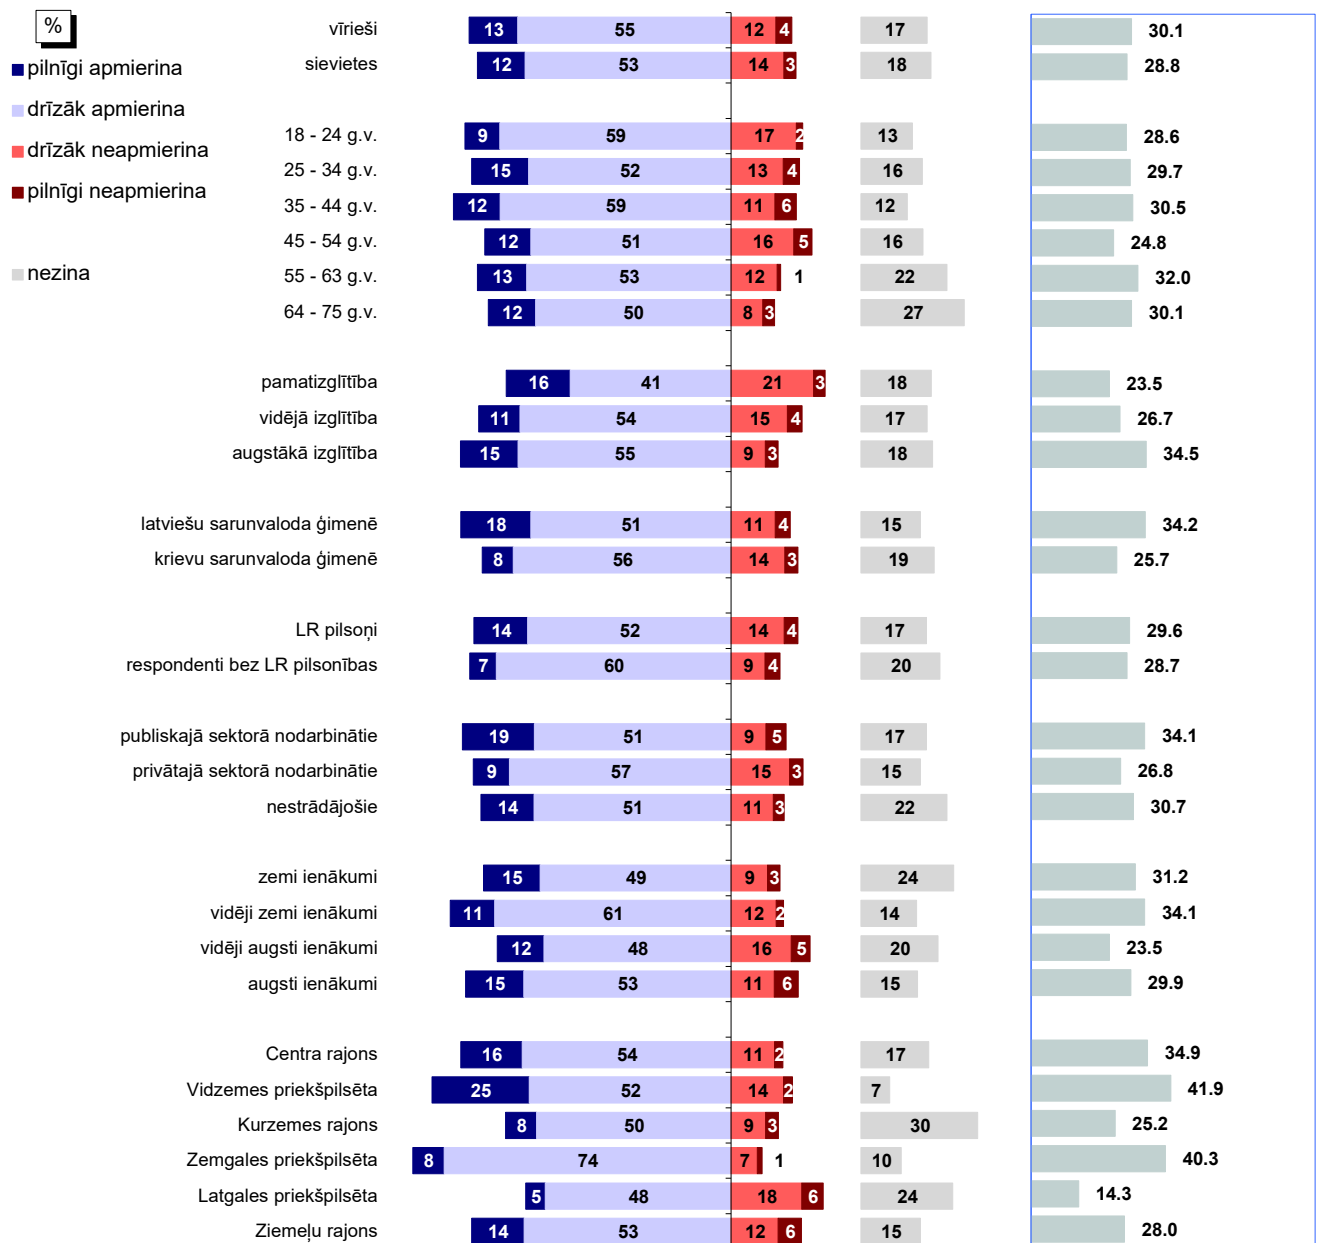 %
pilnīgi apmierina
drīzāk apmierina
drīzāk neapmierina
pilnīgi neapmierina
nezina
vīrieši 13 55 12 4 17 30.1
sievietes 12 53 14 3 18 28.8
18 - 24 g.v. 9 59 17 2 13 28.6
25 - 34 g.v. 15 52 13 4 16 29.7
35 - 44 g.v. 12 59 11 6 12 30.5
45 - 54 g.v. 12 51 16 5 16 24.8
55 - 63 g.v. 13 53 12 1 22 32.0
64 - 75 g.v. 12 50 8 3 27 30.1
pamatizglītība 16 41 21 3 18 23.5
vidējā izglītība 11 54 15 4 17 26.7
augstākā izglītība 15 55 9 3 18 34.5
latviešu sarunvaloda ģimenē 18 51 11 4 15 34.2
krievu sarunvaloda ģimenē 8 56 14 3 19 25.7
LR pilsoņi 14 52 14 4 17 29.6
respondenti bez LR pilsonības 7 60 9 4 20 28.7
publiskajā sektorā nodarbinātie 19 51 9 5 17 34.1
privātajā sektorā nodarbinātie 9 57 15 3 15 26.8
nestrādājošie 14 51 11 3 22 30.7
zemi ienākumi 15 49 9 3 24 31.2
vidēji zemi ienākumi 11 61 12 2 14 34.1
vidēji augsti ienākumi 12 48 16 5 20 23.5
augsti ienākumi 15 53 11 6 15 29.9
Centra rajons 16 54 11 2 17 34.9
Vidzemes priekšpilsēta 25 52 14 2 7 41.9
Kurzemes rajons 8 50 9 3 30 25.2
Zemgales priekšpilsēta 8 74 7 1 10 40.3
Latgales priekšpilsēta 5 48 18 6 24 14.3
Ziemeļu rajons 14 53 12 6 15 28.0